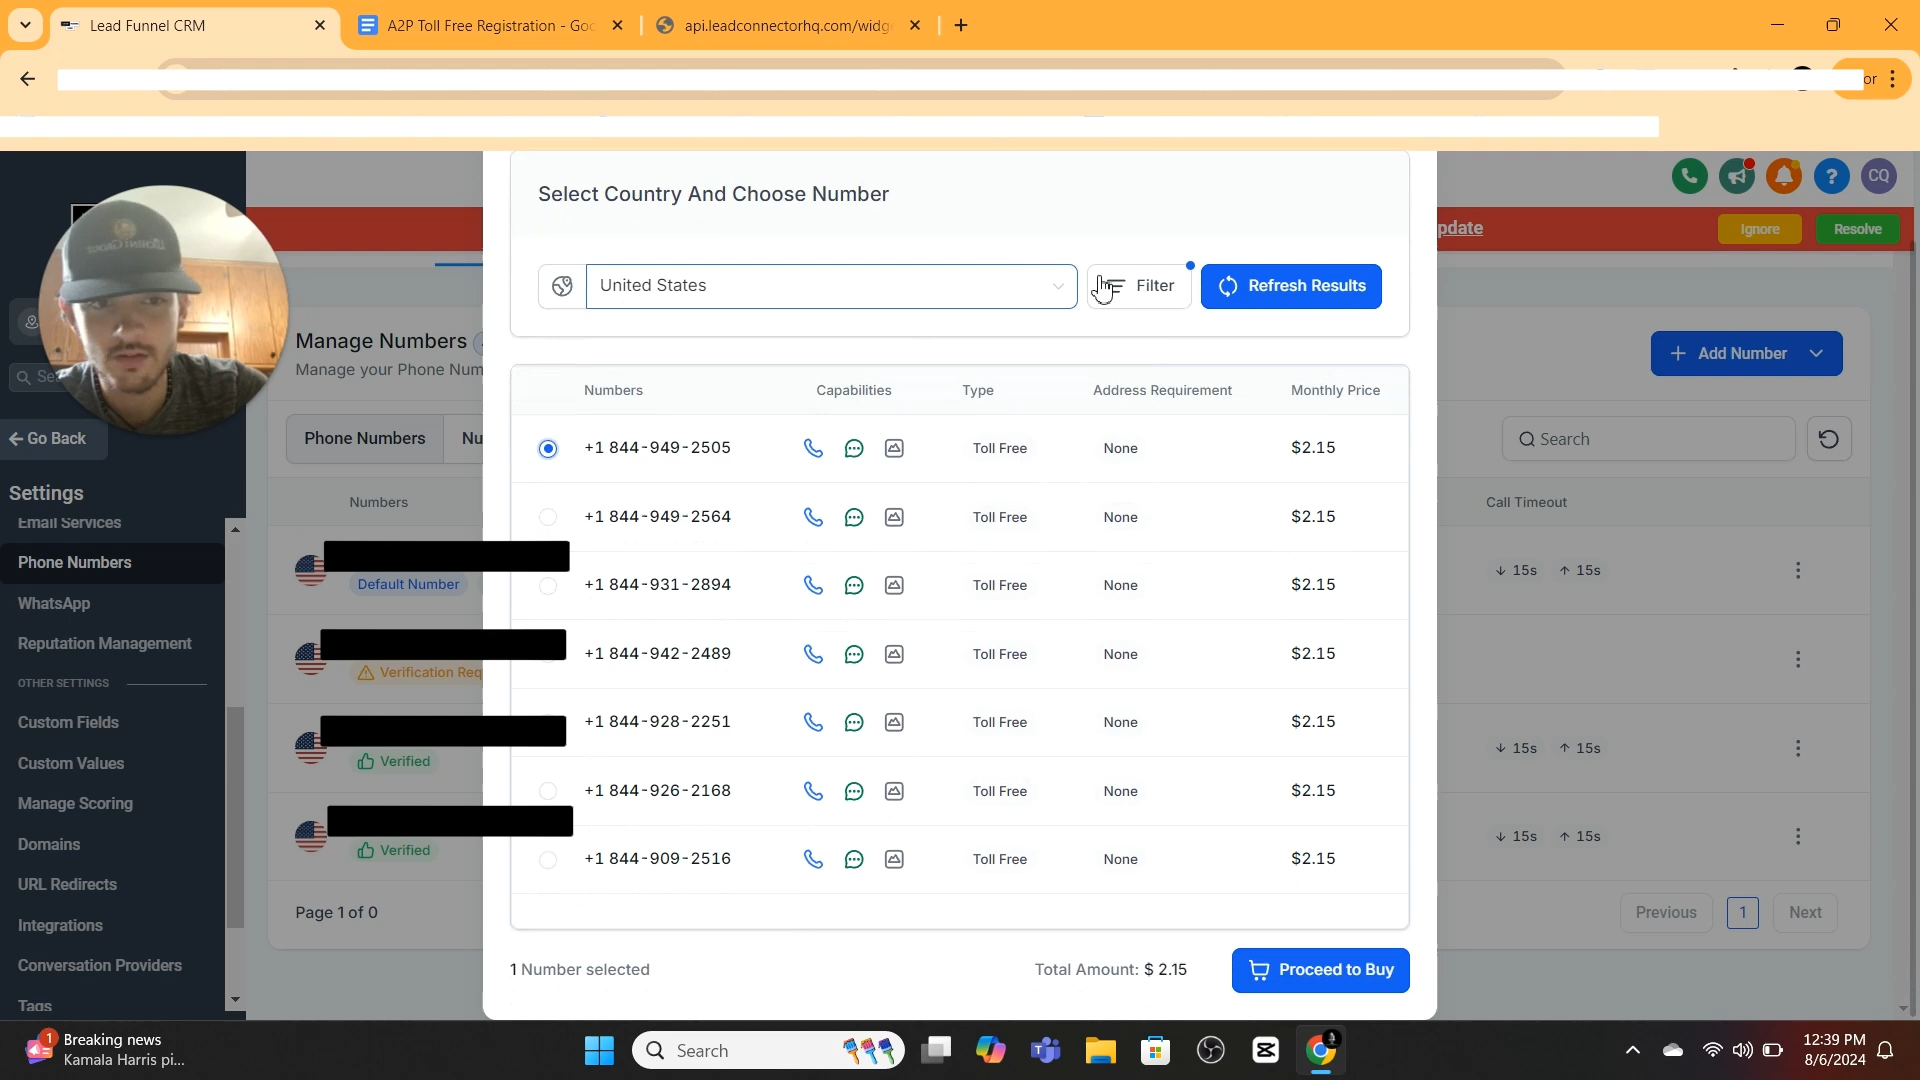 Lead Funnel CRM
A2P Toll Free Registration - Goo
api.leadconnectorhq.com/widg
or
Select Country And Choose Number
CQ
pdate
Ignore
Resolve
United States
Filter
Refresh Results
Manage Numbers
Manage your Phone Num
Add Number
Sea
Numbers
Capabilities
Type
Address Requirement
Monthly Price
Go Back
Phone Numbers
Nu
Search
+1 844-949-2505
Toll Free
None
$2.15
Settings
Numbers
Call Timeout
+1 844-949-2564
Toll Free
None
$2.15
Email Services
Phone Numbers
Default Number
15s
15s
+1 844-931-2894
Toll Free
None
$2.15
WhatsApp
Reputation Management
+1 844-942-2489
Toll Free
None
$2.15
Verification Req
OTHER SETTINGS
Custom Fields
+1 844-928-2251
Toll Free
None
$2.15
15s
15s
Verified
Custom Values
+1 844-926-2168
Toll Free
None
$2.15
Manage Scoring
Domains
15s
15s
Verified
+1 844-909-2516
Toll Free
None
$2.15
URL Redirects
Page 1 of 0
Previous
1
Next
Integrations
Conversation Providers
1 Number selected
Total Amount: $ 2.15
Proceed to Buy
Tags
1
Breaking news
Kamala Harris pi...
Search
12:39 PM
8/6/2024